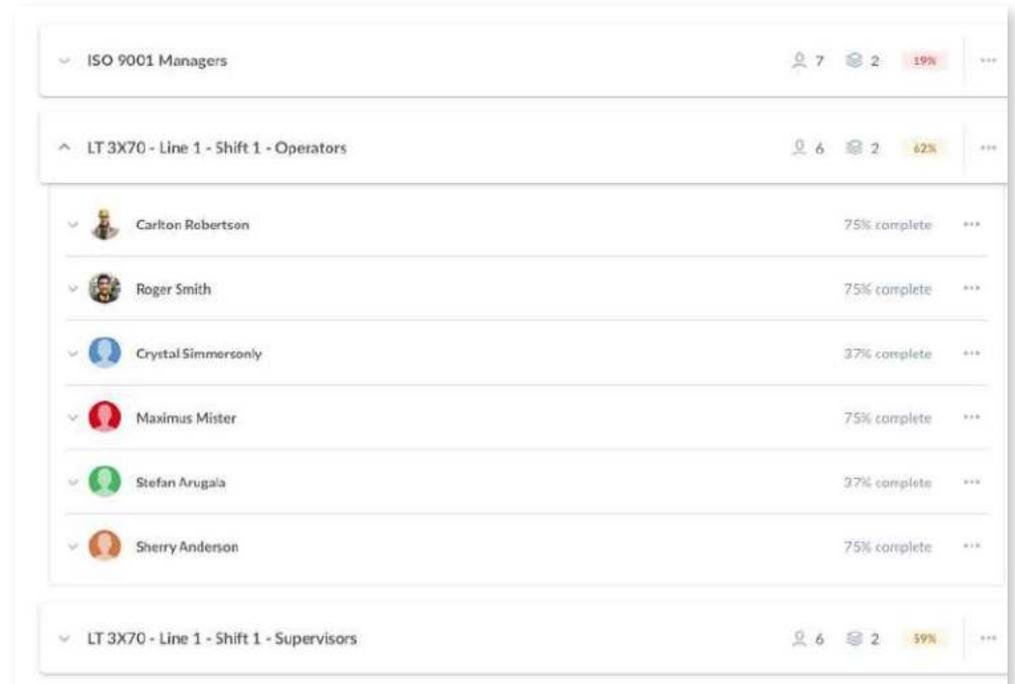 ISO 9001 Managers 7 2 19% ...
LT 3X70 - Line 1 - Shift 1 - Operators 6 2 62% ...
Carlton Robertson 75% complete ...
Roger Smith 75% complete ...
Crystal Simmorsonly 37% complete ...
Maximus Mister 75% complete ...
Stefan Arugala 37% complete ...
Sherry Anderson 75% complete ...
LT 3X70 - Line 1 - Shift 1 - Supervisors 6 2 59% ...